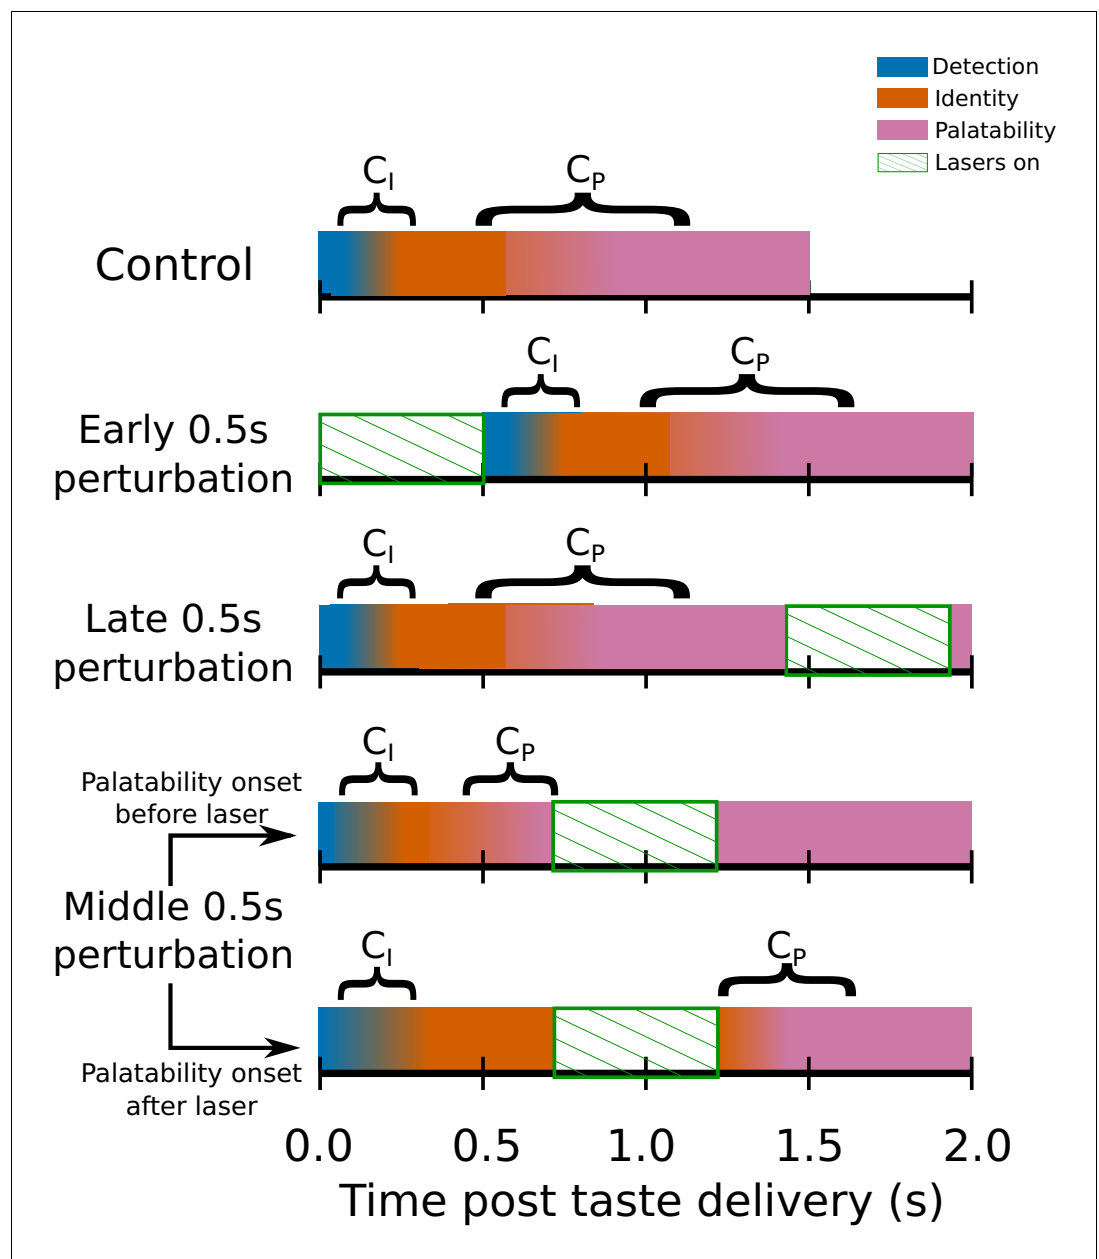 Detection
Identity
Palatability
Lasers on
C_I
C_P
Control
C_I
C_P
Early 0.5s
perturbation
C_I
C_P
Late 0.5s
perturbation
C_I
C_P
Palatability onset
before laser
Middle 0.5s
perturbation
C_I
C_P
Palatability onset
after laser
0.0 0.5 1.0 1.5 2.0
Time post taste delivery (s)